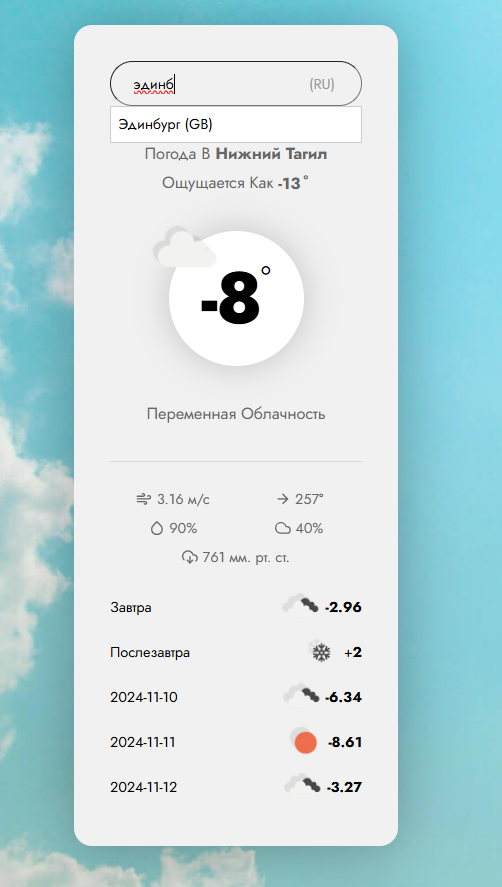 эдинб (RU)
Эдинбург (GB)
Погода В Нижний Тагил
Ощущается Как -13°
-8°
Переменная Облачность
3.16 м/с 257°
90% 40%
761 мм. рт. ст.
Завтра -2.96
Послезавтра +2
2024-11-10 -6.34
2024-11-11 -8.61
2024-11-12 -3.27